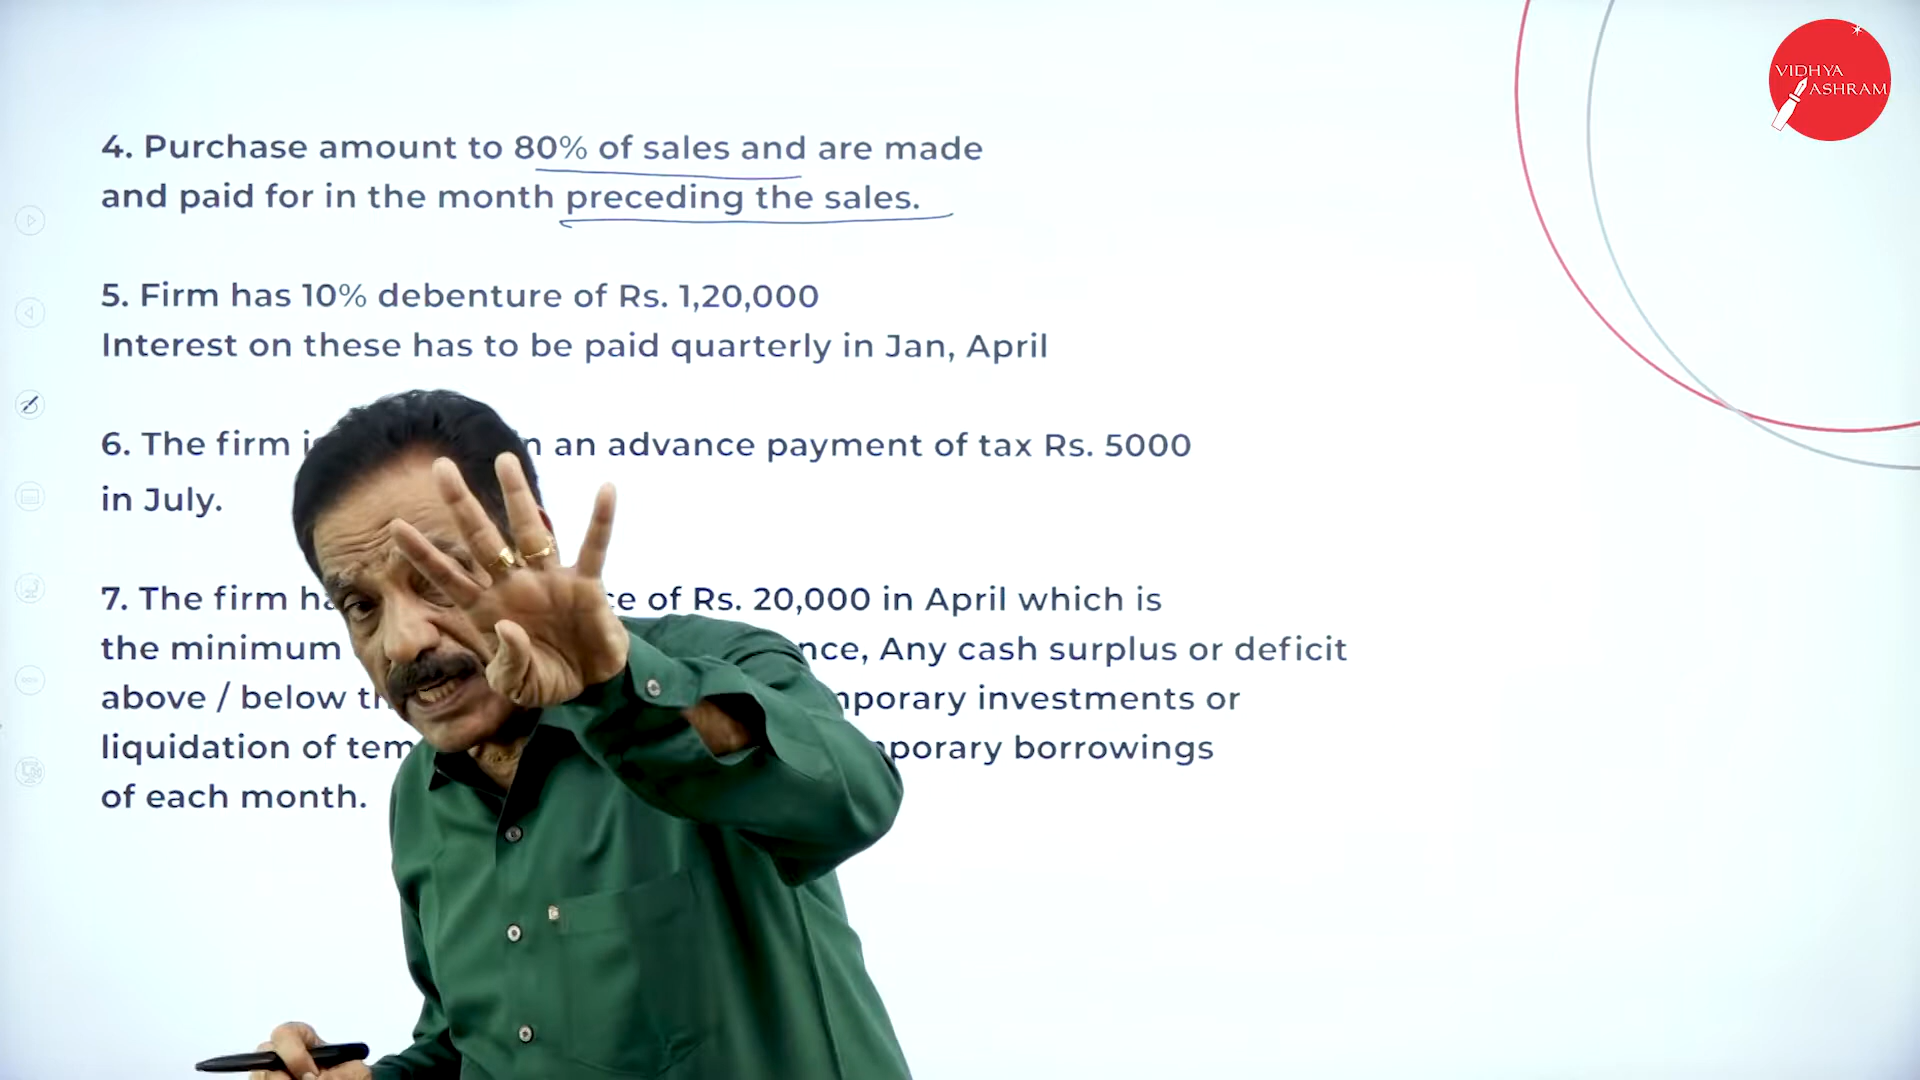 VIDHYA
ASHRAM
4. Purchase amount to 80% of sales and are made
and paid for in the month preceding the sales.
5. Firm has 10% debenture of Rs. 1,20,000
Interest on these has to be paid quarterly in Jan, April
6. The firm an advance payment of tax Rs. 5000
in July.
7. The firm of Rs. 20,000 in April which is
the minimum Any cash surplus or deficit
above / below investments or
liquidation of borrowings
of each month.